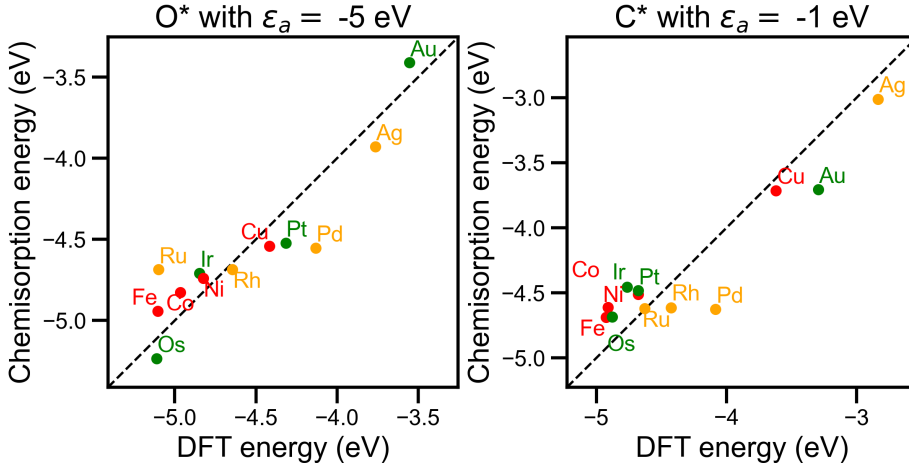 O* with εₐ = -5 eV
Chemisorption energy (eV)
−3.5
−4.0
−4.5
−5.0
Au
Ag
Cu
Pt
Pd
Ru
Ir
Rh
Ni
Co
Fe
Os
−5.0
−4.5
−4.0
−3.5
DFT energy (eV)
C* with εₐ = -1 eV
Chemisorption energy (eV)
−3.0
−3.5
−4.0
−4.5
−5.0
Ag
Cu
Au
Co
Ir
Pt
Ni
Rh
Pd
Fe
Ru
Os
−5
−4
−3
DFT energy (eV)